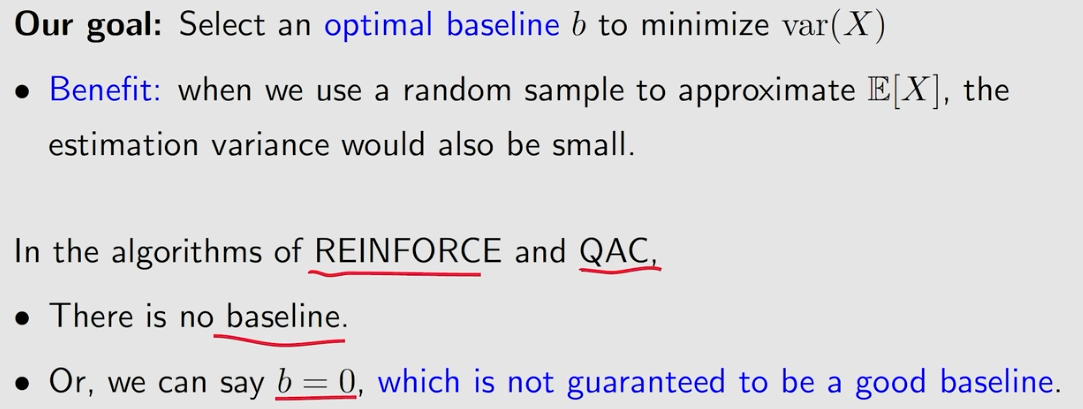 Our goal: Select an optimal baseline b to minimize var(X)
• Benefit: when we use a random sample to approximate 𝔼[X], the
estimation variance would also be small.
In the algorithms of REINFORCE and QAC,
• There is no baseline.
• Or, we can say b = 0, which is not guaranteed to be a good baseline.